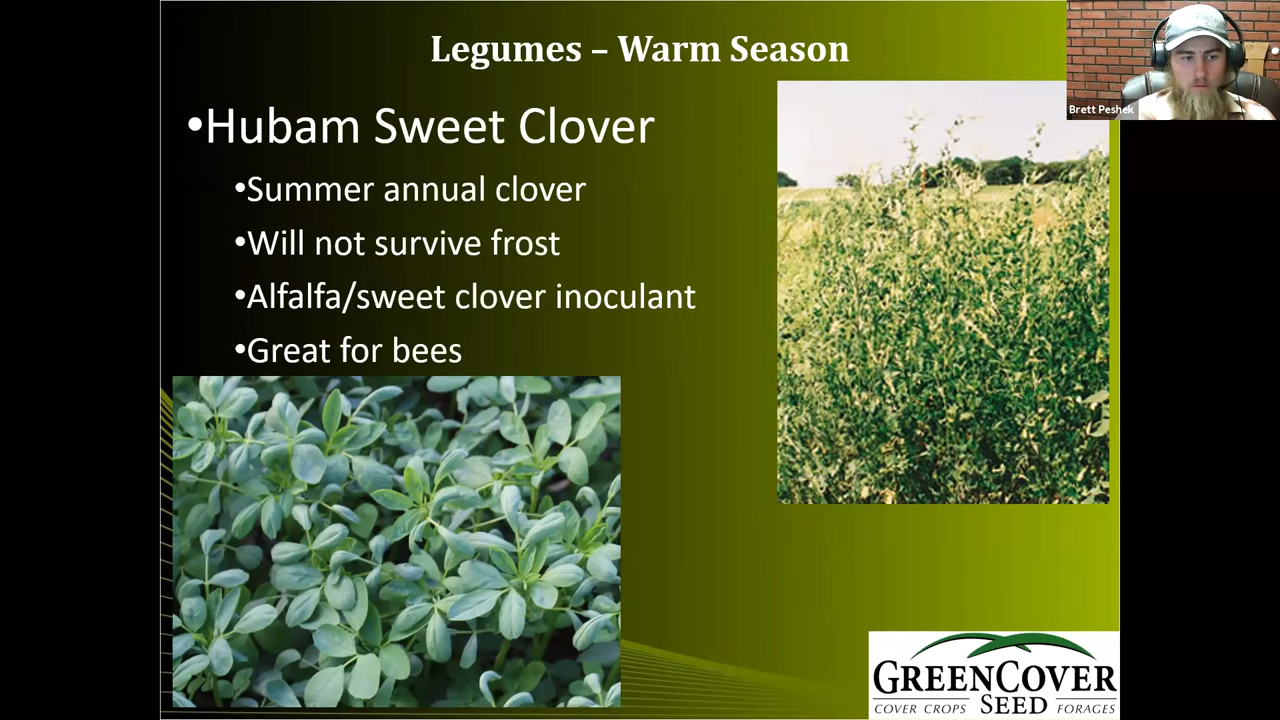 Legumes – Warm Season
•Hubam Sweet Clover
•Summer annual clover
•Will not survive frost
•Alfalfa/sweet clover inoculant
•Great for bees
Brett Peshek
GREENCOVER
COVER CROPS SEED FORAGES